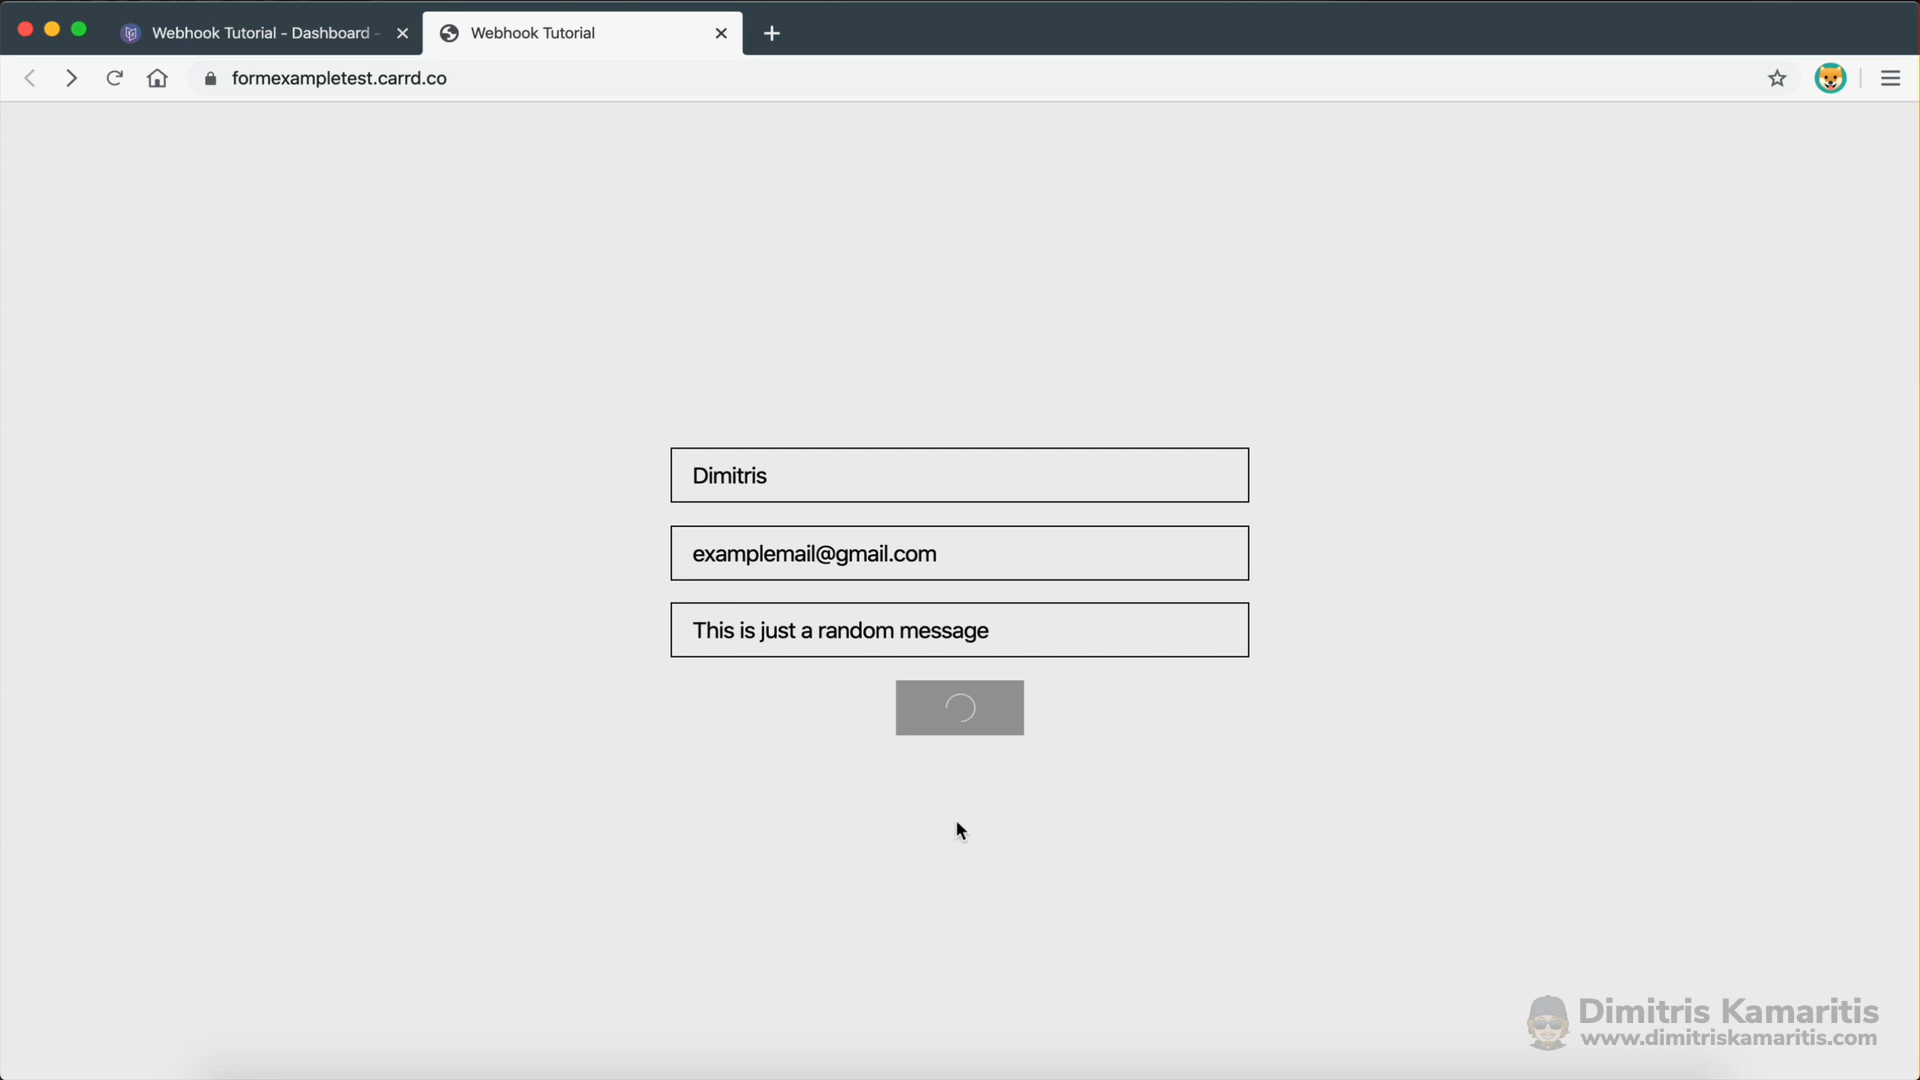 Webhook Tutorial - Dashboard -
Webhook Tutorial
formexampletest.carrd.co
Dimitris
examplemail@gmail.com
This is just a random message
Dimitris Kamaritis
www.dimitriskamaritis.com